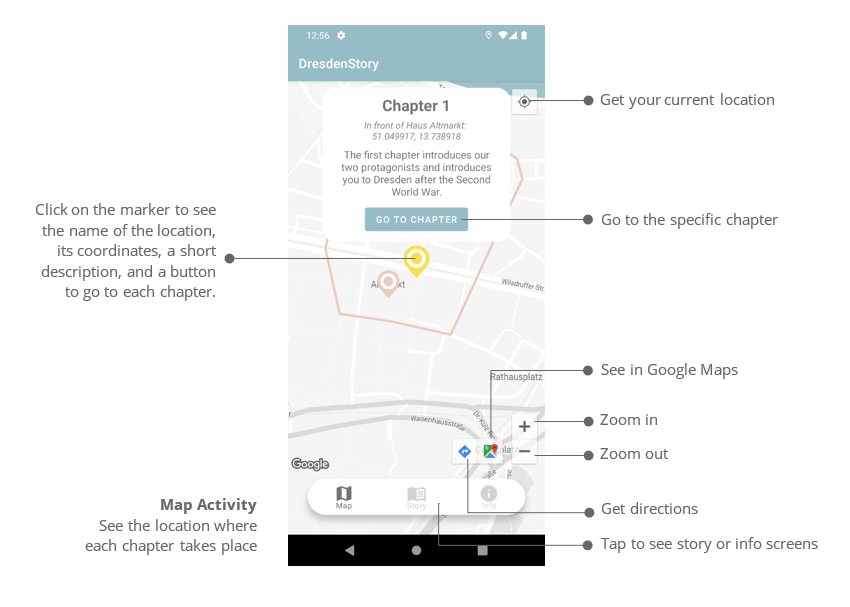 12:56
DresdenStory
Chapter 1
In front of Haus Altmarkt:
51.049917, 13.738918
The first chapter introduces our
two protagonists and introduces
you to Dresden after the Second
World War.
GO TO CHAPTER
Wilsdruffer Str.
Rathausplatz
Waisenhausstraße
Google
Map
Story
Info
Get your current location
Go to the specific chapter
Click on the marker to see
the name of the location,
its coordinates, a short
description, and a button
to go to each chapter.
See in Google Maps
Zoom in
Zoom out
Get directions
Tap to see story or info screens
Map Activity
See the location where
each chapter takes place